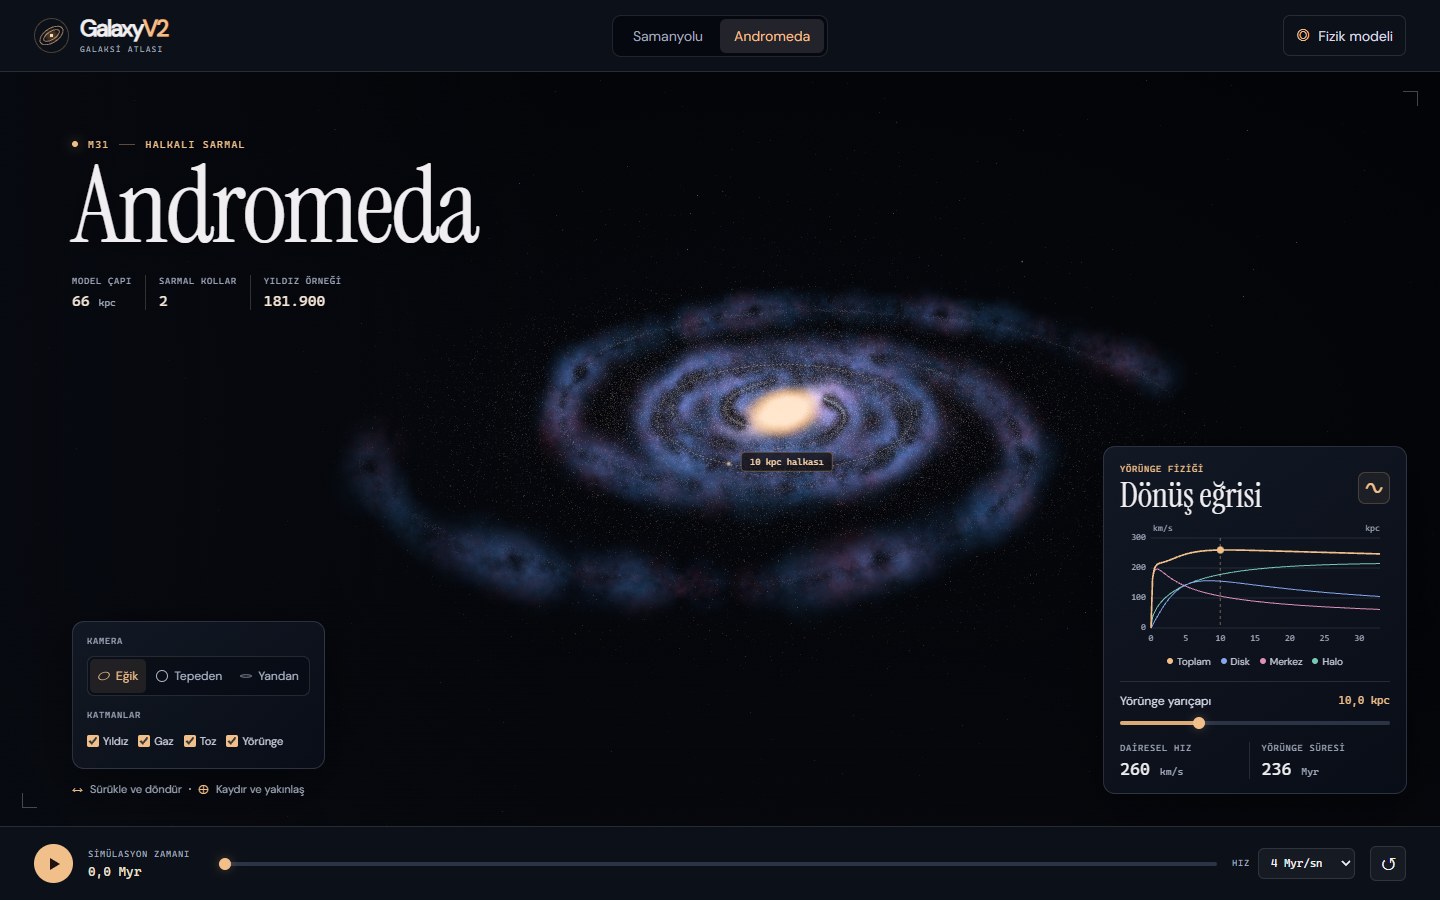 GalaxyV2
GALAKSİ ATLASI
Samanyolu
Andromeda
Fizik modeli
M31 — HALKALI SARMAL
Andromeda
MODEL ÇAPI
66 kpc
SARMAL KOLLAR
2
YILDIZ ÖRNEĞİ
181.900
10 kpc halkası
KAMERA
Eğik
Tepeden
Yandan
KATMANLAR
Yıldız
Gaz
Toz
Yörünge
Sürükle ve döndür · Kaydır ve yakınlaş
YÖRÜNGE FİZİĞİ
Dönüş eğrisi
km/s
kpc
300
200
100
0
0 5 10 15 20 25 30
Toplam
Disk
Merkez
Halo
Yörünge yarıçapı
10,0 kpc
DAİRESEL HIZ
260 km/s
YÖRÜNGE SÜRESİ
236 Myr
SİMÜLASYON ZAMANI
0,0 Myr
HIZ
4 Myr/sn